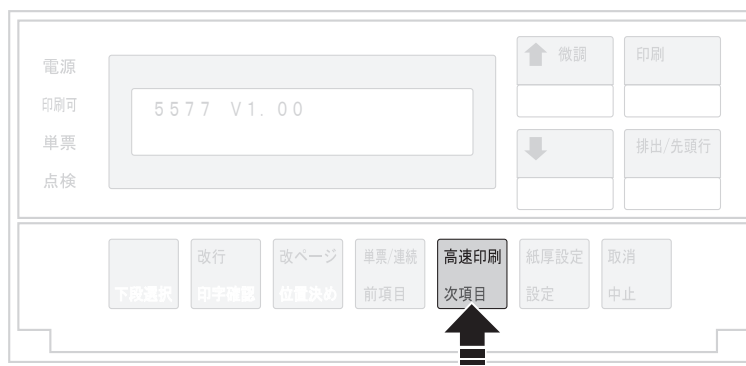 電源
印刷可
単票
点検
5577 V1.00
微調
印刷
排出/先頭行
下段選択
改行
印字確認
改ページ
位置決め
単票/連続
前項目
高速印刷
次項目
紙厚設定
設定
取消
中止